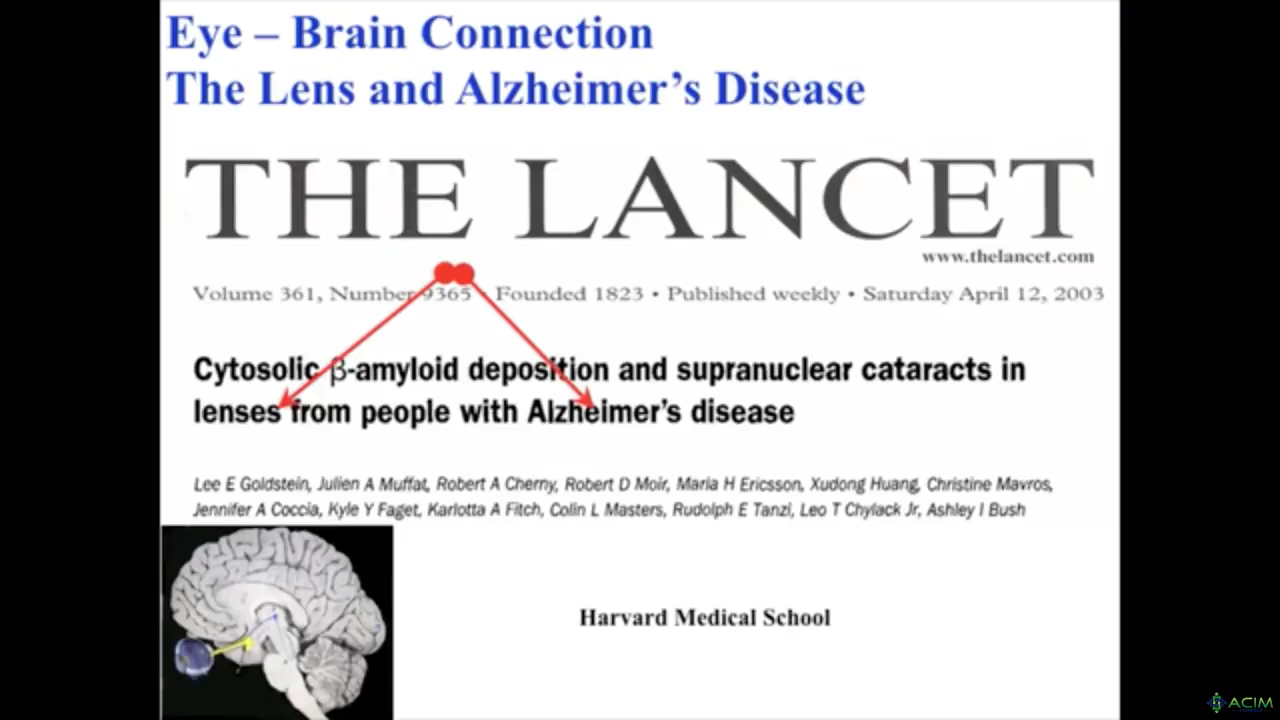 Eye – Brain Connection
The Lens and Alzheimer's Disease
THE LANCET
www.thelancet.com
Volume 361, Number 9365 • Founded 1823 • Published weekly • Saturday April 12, 2003
Cytosolic β-amyloid deposition and supranuclear cataracts in
lenses from people with Alzheimer's disease
Lee E Goldstein, Julien A Muffat, Robert A Cherny, Robert D Moir, Maria H Ericsson, Xudong Huang, Christine Mavros,
Jennifer A Coccia, Kyle Y Faget, Karlotta A Fitch, Colin L Masters, Rudolph E Tanzi, Leo T Chylack Jr, Ashley I Bush
Harvard Medical School
ACIM